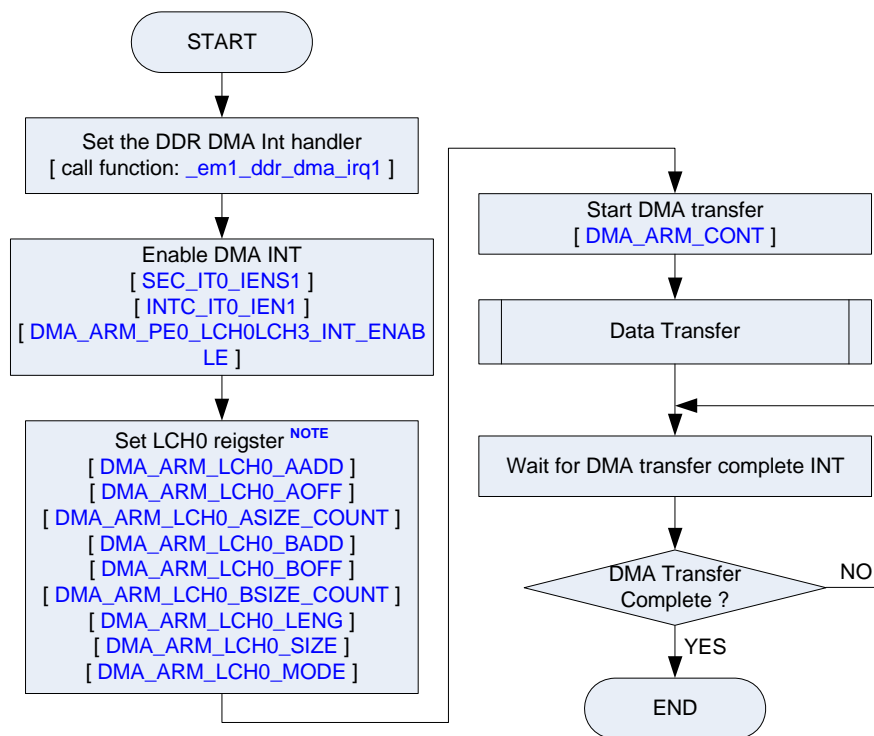 START
Set the DDR DMA Int handler
[ call function: _em1_ddr_dma_irq1 ]
Enable DMA INT
[ SEC_IT0_IENS1 ]
[ INTC_IT0_IEN1 ]
[ DMA_ARM_PE0_LCH0LCH3_INT_ENAB
LE ]
Set LCH0 reigster NOTE
[ DMA_ARM_LCH0_AADD ]
[ DMA_ARM_LCH0_AOFF ]
[ DMA_ARM_LCH0_ASIZE_COUNT ]
[ DMA_ARM_LCH0_BADD ]
[ DMA_ARM_LCH0_BOFF ]
[ DMA_ARM_LCH0_BSIZE_COUNT ]
[ DMA_ARM_LCH0_LENG ]
[ DMA_ARM_LCH0_SIZE ]
[ DMA_ARM_LCH0_MODE ]
Start DMA transfer
[ DMA_ARM_CONT ]
Data Transfer
Wait for DMA transfer complete INT
DMA Transfer
Complete ?
NO
YES
END